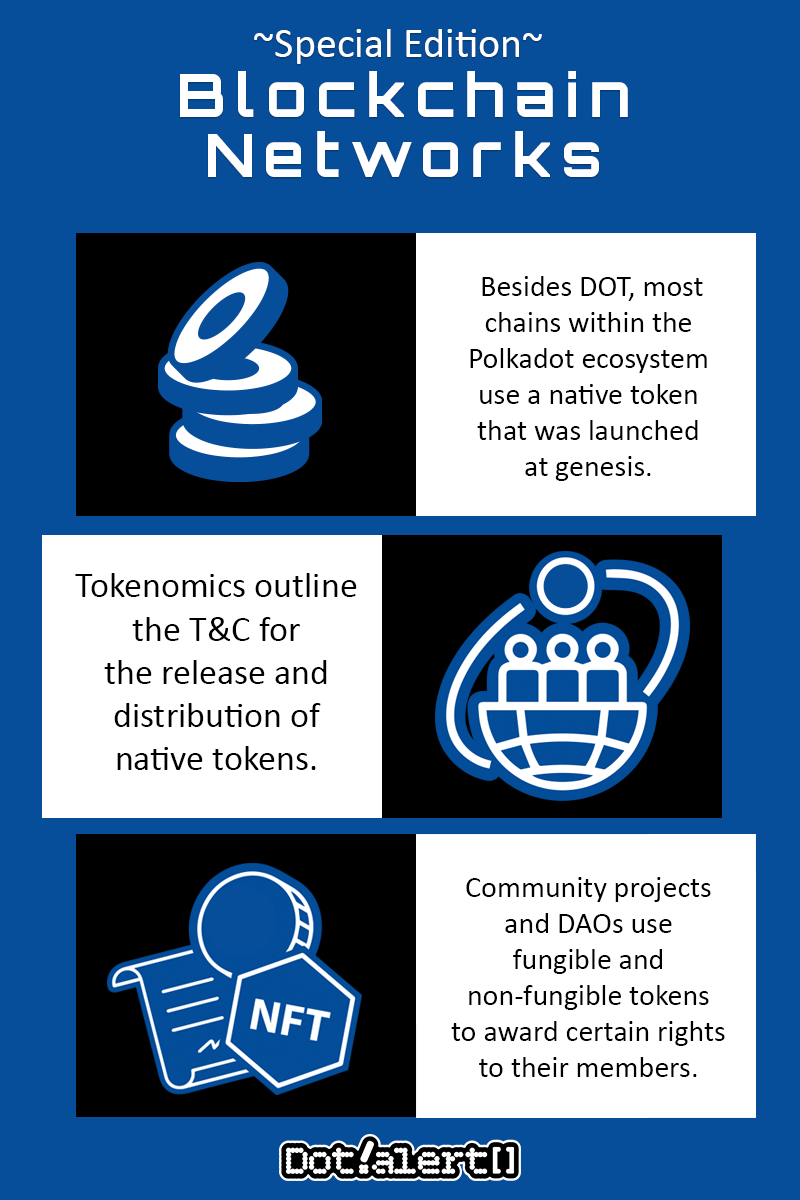 ~Special Edition~
Blockchain
Networks
Besides DOT, most
chains within the
Polkadot ecosystem
use a native token
that was launched
at genesis.
Tokenomics outline
the T&C for
the release and
distribution of
native tokens.
NFT
Community projects
and DAOs use
fungible and
non-fungible tokens
to award certain rights
to their members.
Dot!alert[]